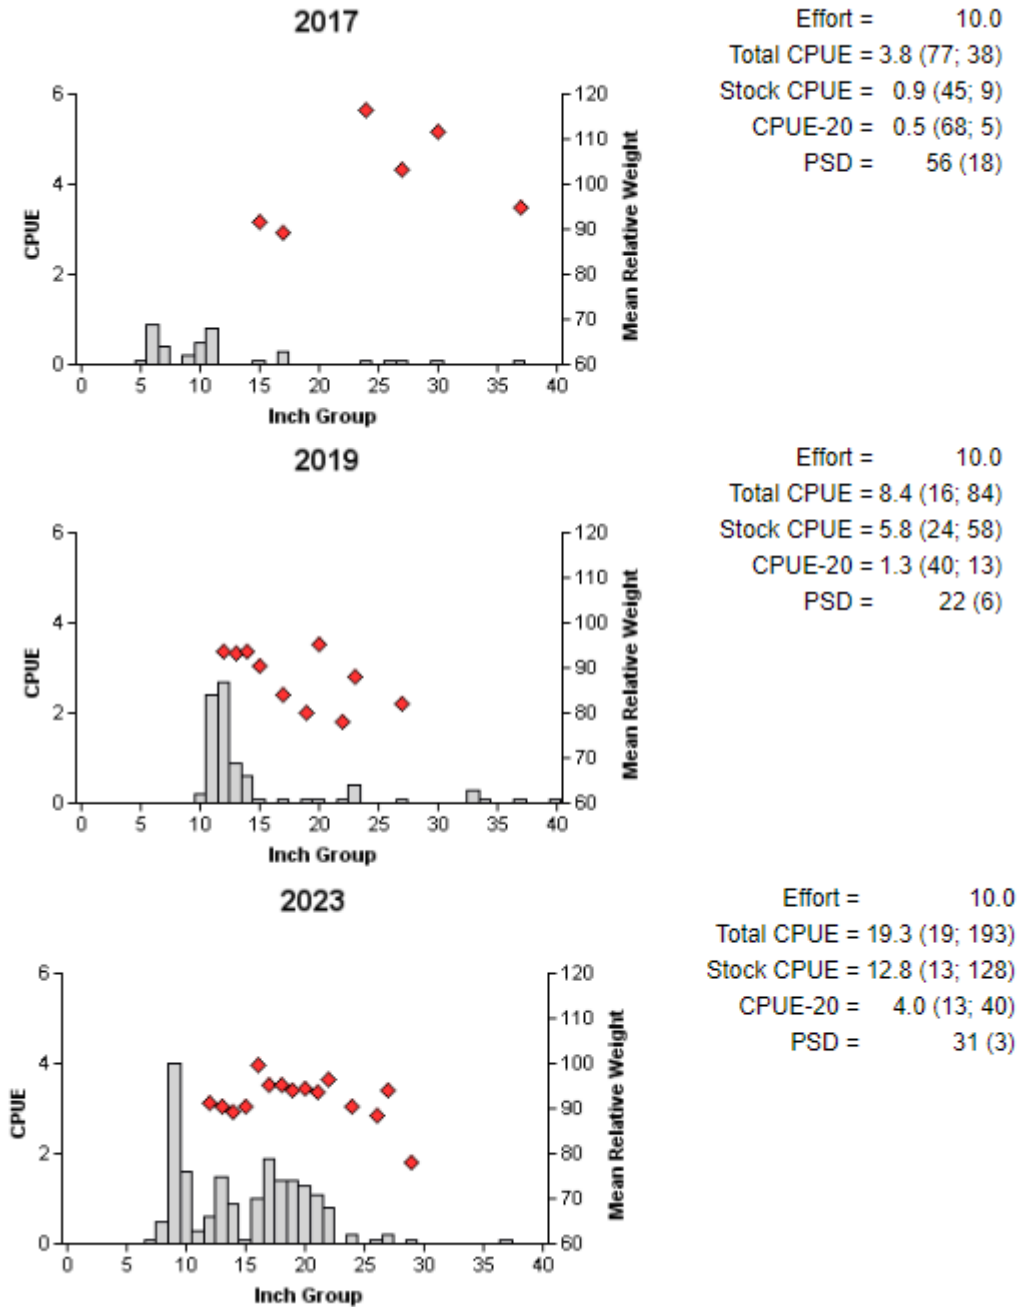 2017
Effort = 10.0
Total CPUE = 3.8 (77; 38)
Stock CPUE = 0.9 (45; 9)
CPUE-20 = 0.5 (68; 5)
PSD = 56 (18)
6
4
2
0
CPUE
120
110
100
90
80
70
60
Mean Relative Weight
0 5 10 15 20 25 30 35 40
Inch Group
2019
Effort = 10.0
Total CPUE = 8.4 (16; 84)
Stock CPUE = 5.8 (24; 58)
CPUE-20 = 1.3 (40; 13)
PSD = 22 (6)
6
4
2
0
CPUE
120
110
100
90
80
70
60
Mean Relative Weight
0 5 10 15 20 25 30 35 40
Inch Group
2023
Effort = 10.0
Total CPUE = 19.3 (19; 193)
Stock CPUE = 12.8 (13; 128)
CPUE-20 = 4.0 (13; 40)
PSD = 31 (3)
6
4
2
0
CPUE
120
110
100
90
80
70
60
Mean Relative Weight
0 5 10 15 20 25 30 35 40
Inch Group